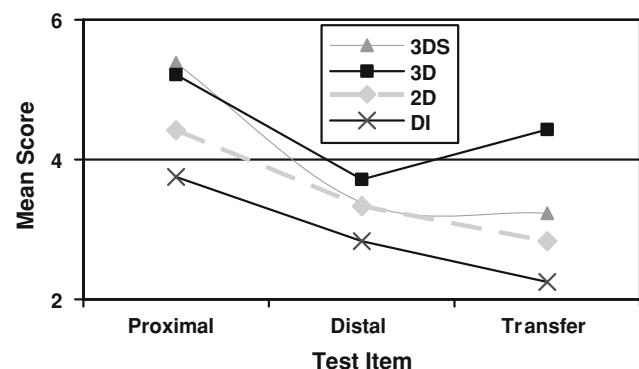 6
4
2
Mean Score
3DS
3D
2D
DI
Proximal Distal Transfer
Test Item